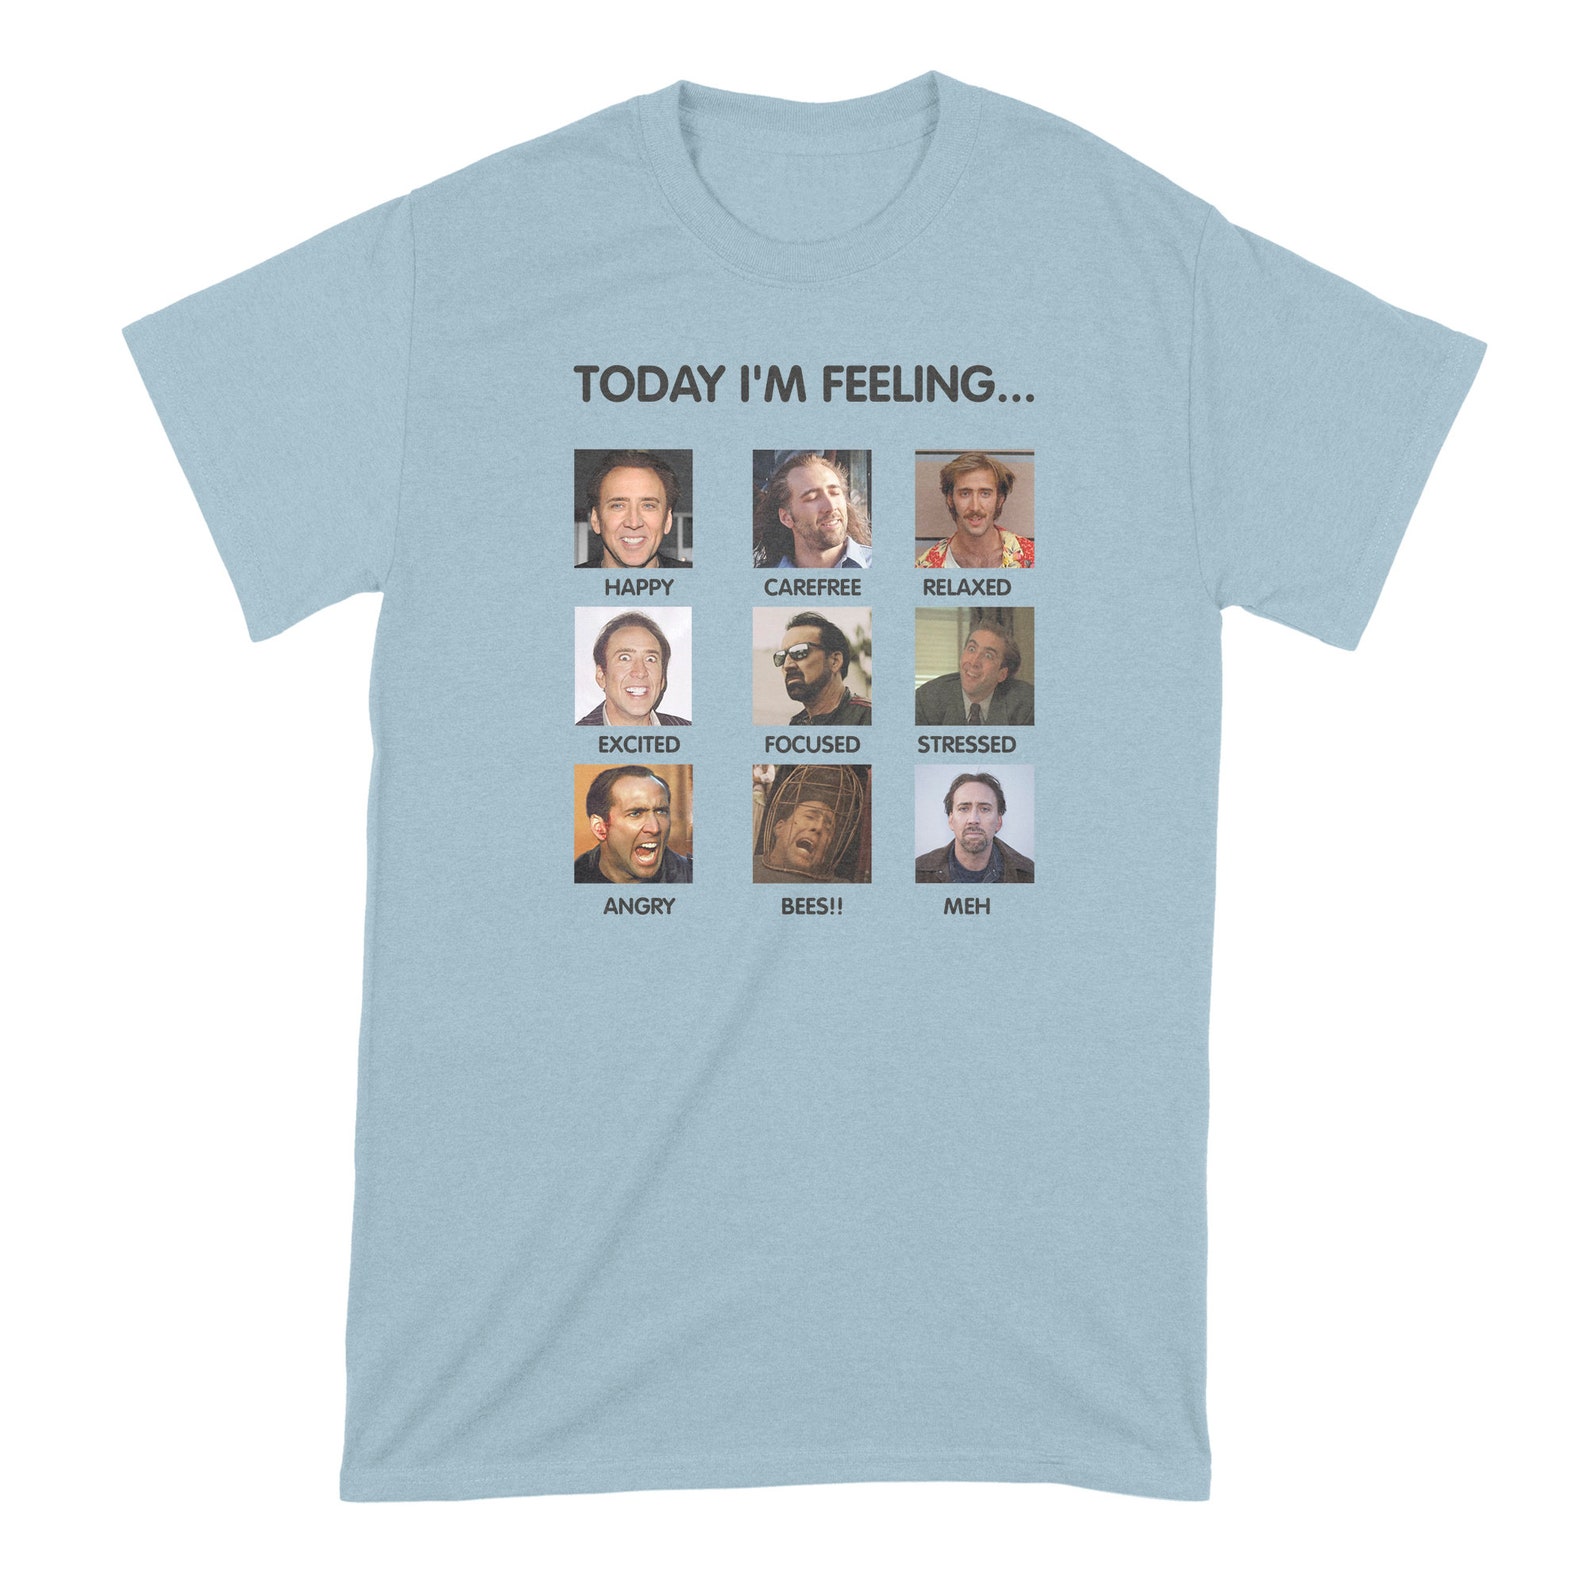 TODAY I'M FEELING...
HAPPY CAREFREE RELAXED
EXCITED FOCUSED STRESSED
ANGRY BEES!! MEH